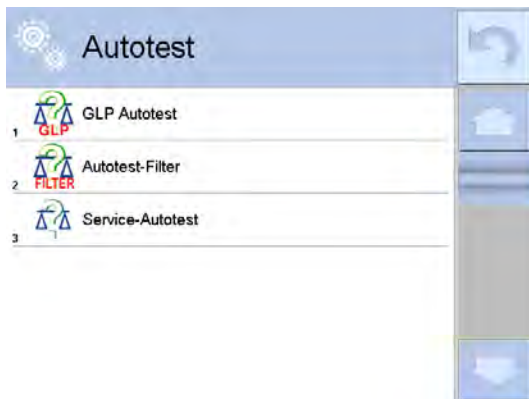 Autotest
1 GLP GLP Autotest
2 FILTER Autotest-Filter
3 Service-Autotest